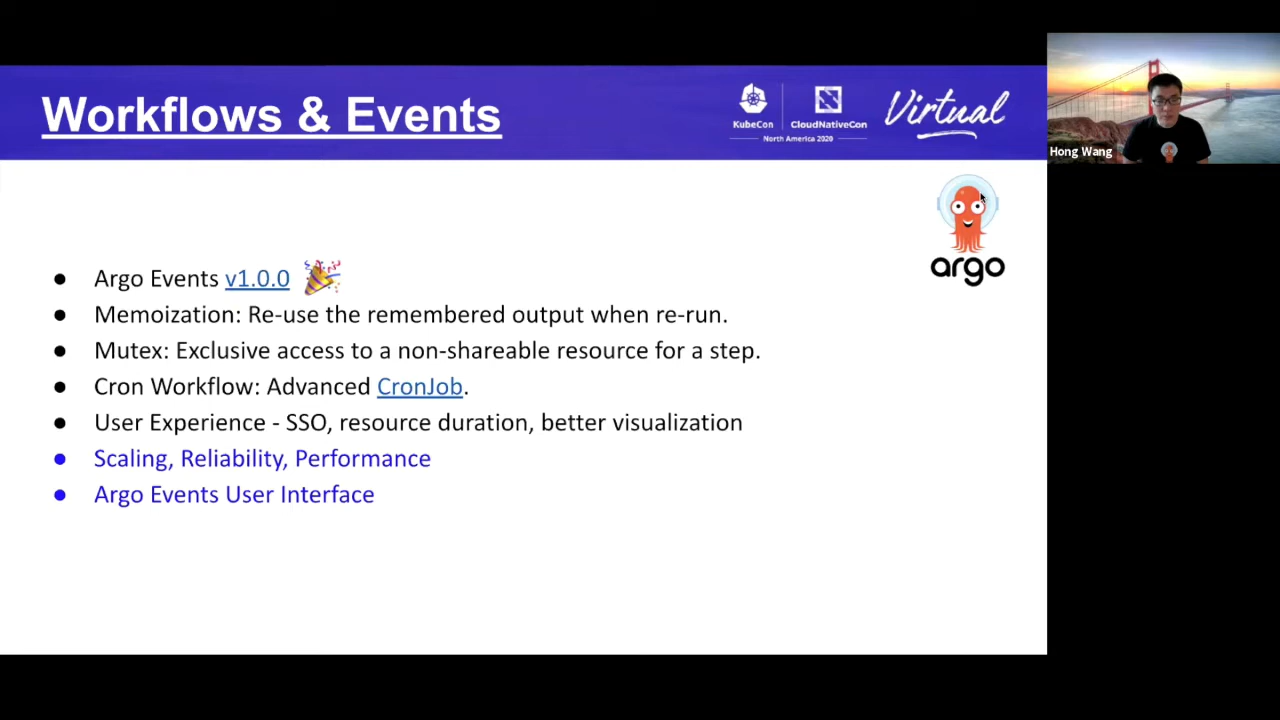 Workflows & Events
KubeCon
CloudNativeCon
North America 2020
Virtual
Hong Wang
argo
● Argo Events v1.0.0
● Memoization: Re-use the remembered output when re-run.
● Mutex: Exclusive access to a non-shareable resource for a step.
● Cron Workflow: Advanced CronJob.
● User Experience - SSO, resource duration, better visualization
● Scaling, Reliability, Performance
● Argo Events User Interface